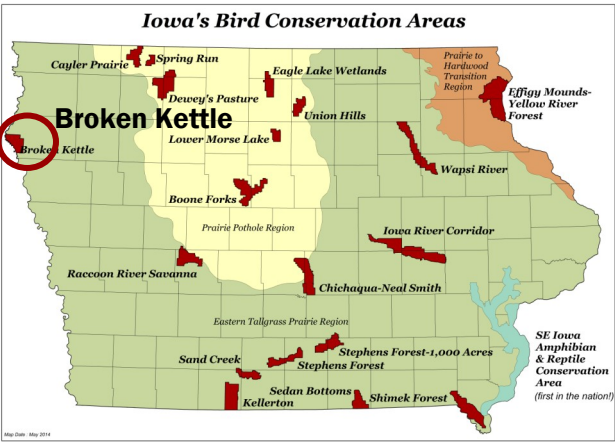 Iowa's Bird Conservation Areas
Cayler Prairie
Spring Run
Dewey's Pasture
Eagle Lake Wetlands
Union Hills
Prairie to
Hardwood
Transition
Region
Effigy Mounds-
Yellow River
Forest
Broken Kettle
Broken Kettle
Lower Morse Lake
Wapsi River
Boone Forks
Prairie Pothole Region
Iowa River Corridor
Raccoon River Savanna
Chichaqua-Neal Smith
Eastern Tallgrass Prairie Region
SE Iowa
Amphibian
& Reptile
Conservation
Area
(first in the nation!)
Stephens Forest-1,000 Acres
Stephens Forest
Sand Creek
Kellerton
Sedan Bottoms
Shimek Forest
Map Date : May 2014